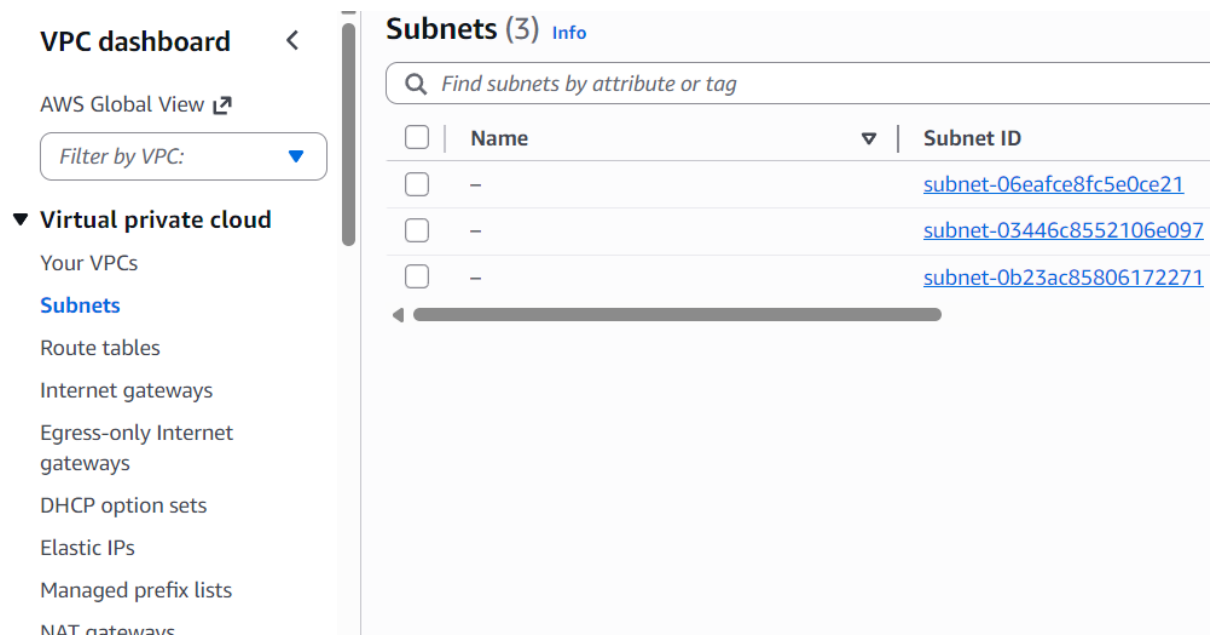 VPC dashboard
AWS Global View
Filter by VPC:
Virtual private cloud
Your VPCs
Subnets
Route tables
Internet gateways
Egress-only Internet
gateways
DHCP option sets
Elastic IPs
Managed prefix lists
NAT gateways
Subnets (3) Info
Find subnets by attribute or tag
Name Subnet ID
– subnet-06eafce8fc5e0ce21
– subnet-03446c8552106e097
– subnet-0b23ac85806172271